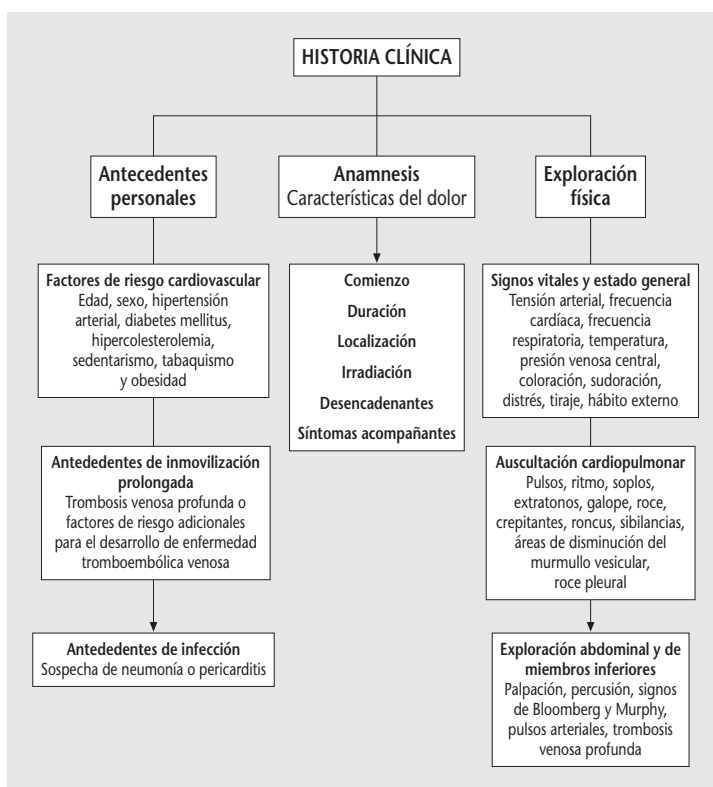 HISTORIA CLÍNICA
Antecedentes
personales
Factores de riesgo cardiovascular
Edad, sexo, hipertensión
arterial, diabetes mellitus,
hipercolesterolemia,
sedentarismo, tabaquismo
y obesidad
Antededentes de inmovilización
prolongada
Trombosis venosa profunda o
factores de riesgo adicionales
para el desarrollo de enfermedad
tromboembólica venosa
Antededentes de infección
Sospecha de neumonía o pericarditis
Anamnesis
Características del dolor
Comienzo
Duración
Localización
Irradiación
Desencadenantes
Síntomas acompañantes
Exploración
física
Signos vitales y estado general
Tensión arterial, frecuencia
cardíaca, frecuencia
respiratoria, temperatura,
presión venosa central,
coloración, sudoración,
distrés, tiraje, hábito externo
Auscultación cardiopulmonar
Pulsos, ritmo, soplos,
extratonos, galope, roce,
crepitantes, roncus, sibilancias,
áreas de disminución del
murmullo vesicular,
roce pleural
Exploración abdominal y de
miembros inferiores
Palpación, percusión, signos
de Bloomberg y Murphy,
pulsos arteriales, trombosis
venosa profunda